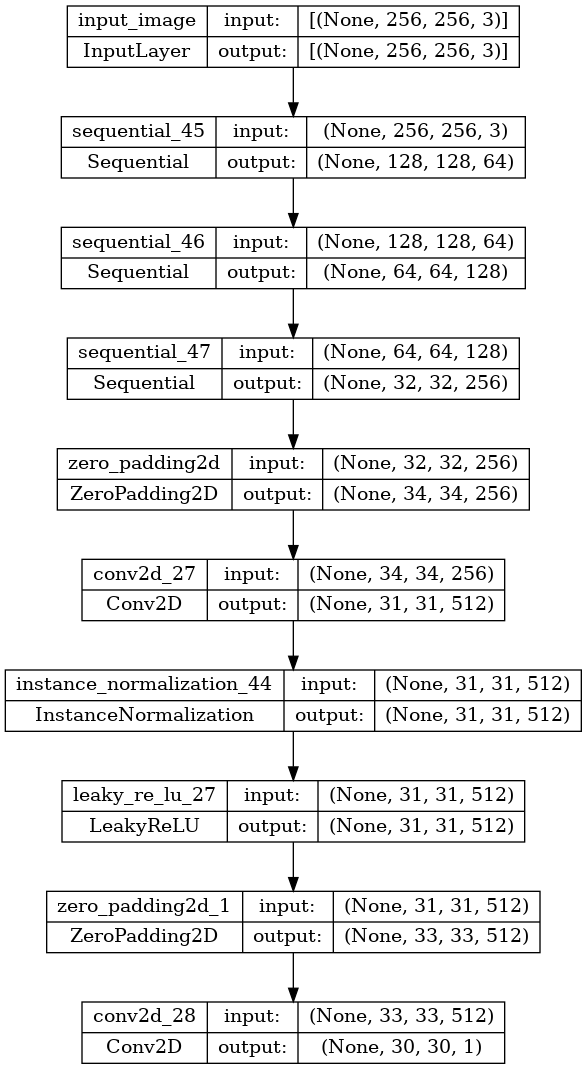 input_image input: [(None, 256, 256, 3)]
InputLayer output: [(None, 256, 256, 3)]
sequential_45 input: (None, 256, 256, 3)
Sequential output: (None, 128, 128, 64)
sequential_46 input: (None, 128, 128, 64)
Sequential output: (None, 64, 64, 128)
sequential_47 input: (None, 64, 64, 128)
Sequential output: (None, 32, 32, 256)
zero_padding2d input: (None, 32, 32, 256)
ZeroPadding2D output: (None, 34, 34, 256)
conv2d_27 input: (None, 34, 34, 256)
Conv2D output: (None, 31, 31, 512)
instance_normalization_44 input: (None, 31, 31, 512)
InstanceNormalization output: (None, 31, 31, 512)
leaky_re_lu_27 input: (None, 31, 31, 512)
LeakyReLU output: (None, 31, 31, 512)
zero_padding2d_1 input: (None, 31, 31, 512)
ZeroPadding2D output: (None, 33, 33, 512)
conv2d_28 input: (None, 33, 33, 512)
Conv2D output: (None, 30, 30, 1)